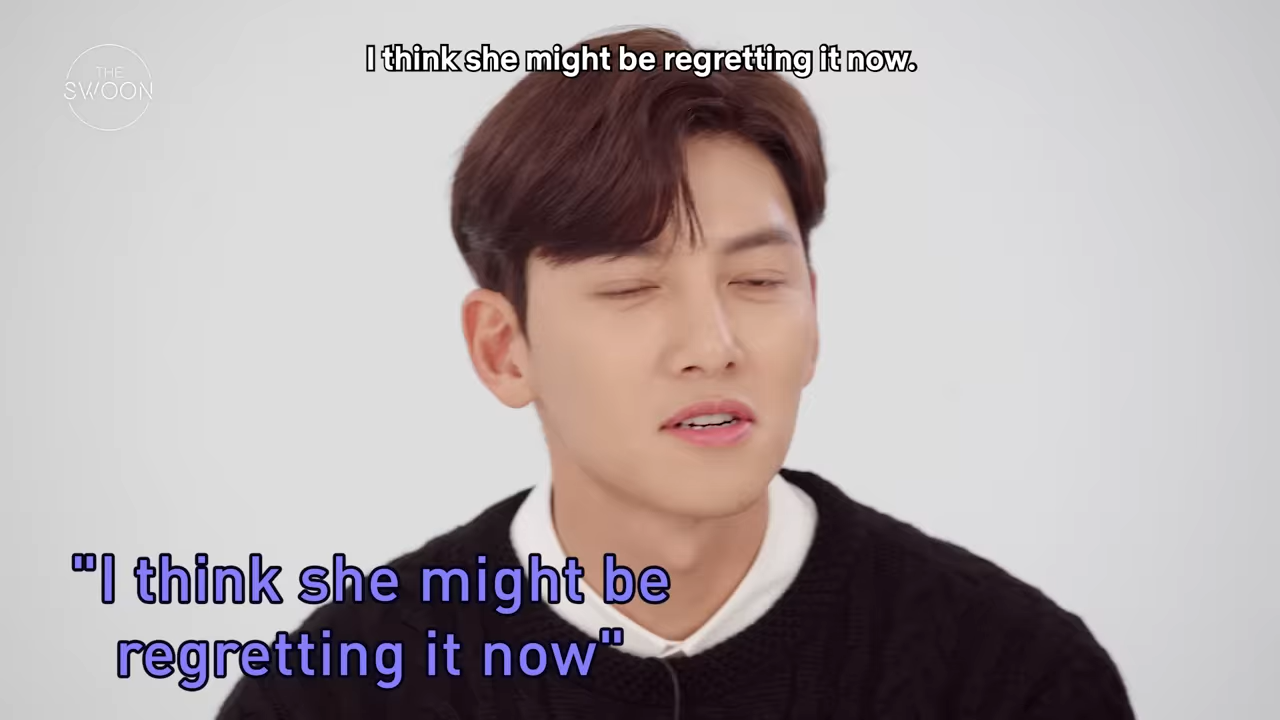 I think she might be regretting it now.
THE
SWOON
"I think she might be
regretting it now"